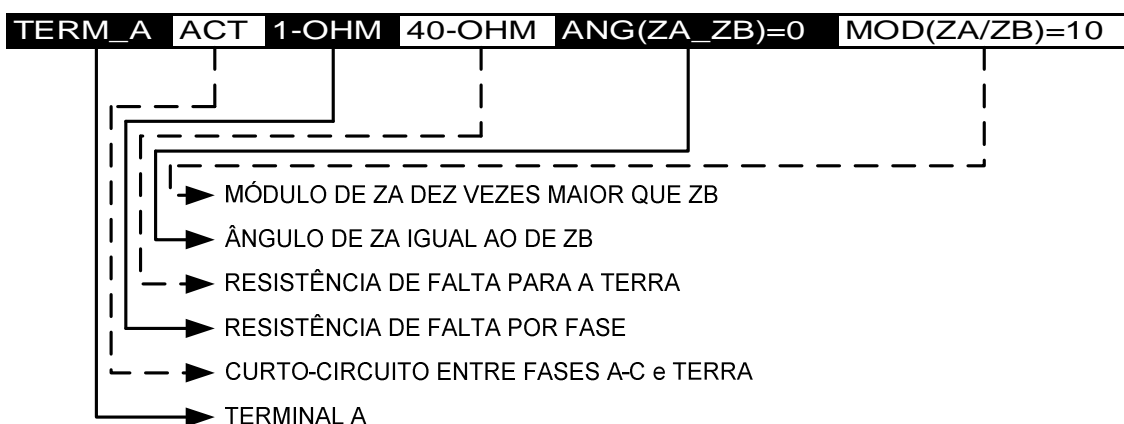 TERM_A ACT 1-OHM 40-OHM ANG(ZA_ZB)=0 MOD(ZA/ZB)=10
MÓDULO DE ZA DEZ VEZES MAIOR QUE ZB
ÂNGULO DE ZA IGUAL AO DE ZB
RESISTÊNCIA DE FALTA PARA A TERRA
RESISTÊNCIA DE FALTA POR FASE
CURTO-CIRCUITO ENTRE FASES A-C e TERRA
TERMINAL A